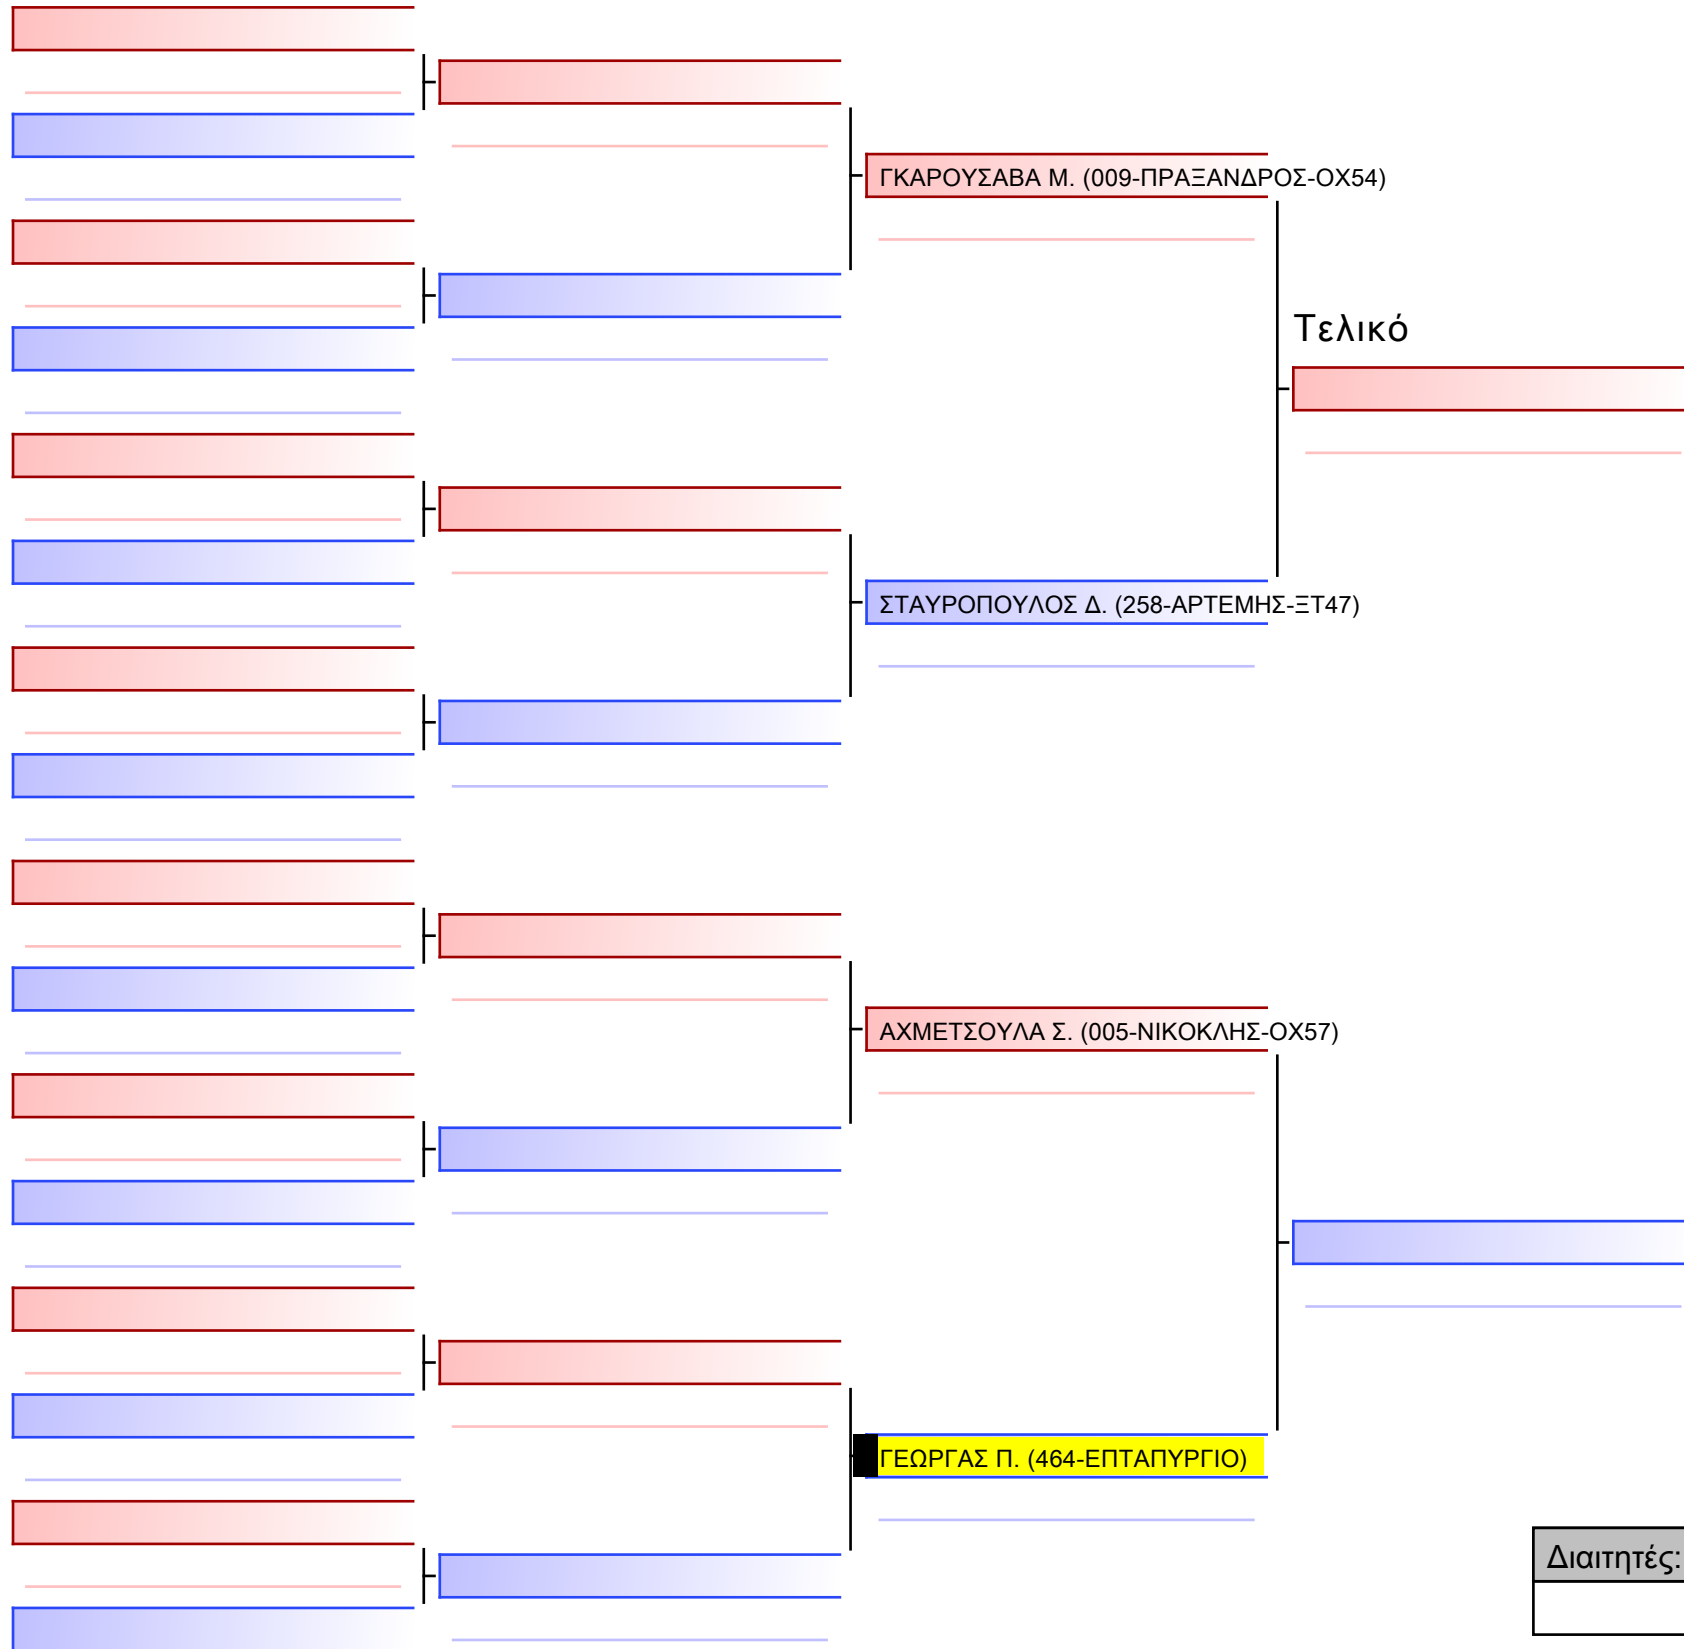 ΓΚΑΡΟΥΣΑΒΑ Μ. (009-ΠΡΑΞΑΝΔΡΟΣ-ΟΧ54)
Τελικό
ΣΤΑΥΡΟΠΟΥΛΟΣ Δ. (258-ΑΡΤΕΜΗΣ-ΞΤ47)
ΑΧΜΕΤΣΟΥΛΑ Σ. (005-ΝΙΚΟΚΛΗΣ-ΟΧ57)
ΓΕΩΡΓΑΣ Π. (464-ΕΠΤΑΠΥΡΓΙΟ)
Διαιτητές: